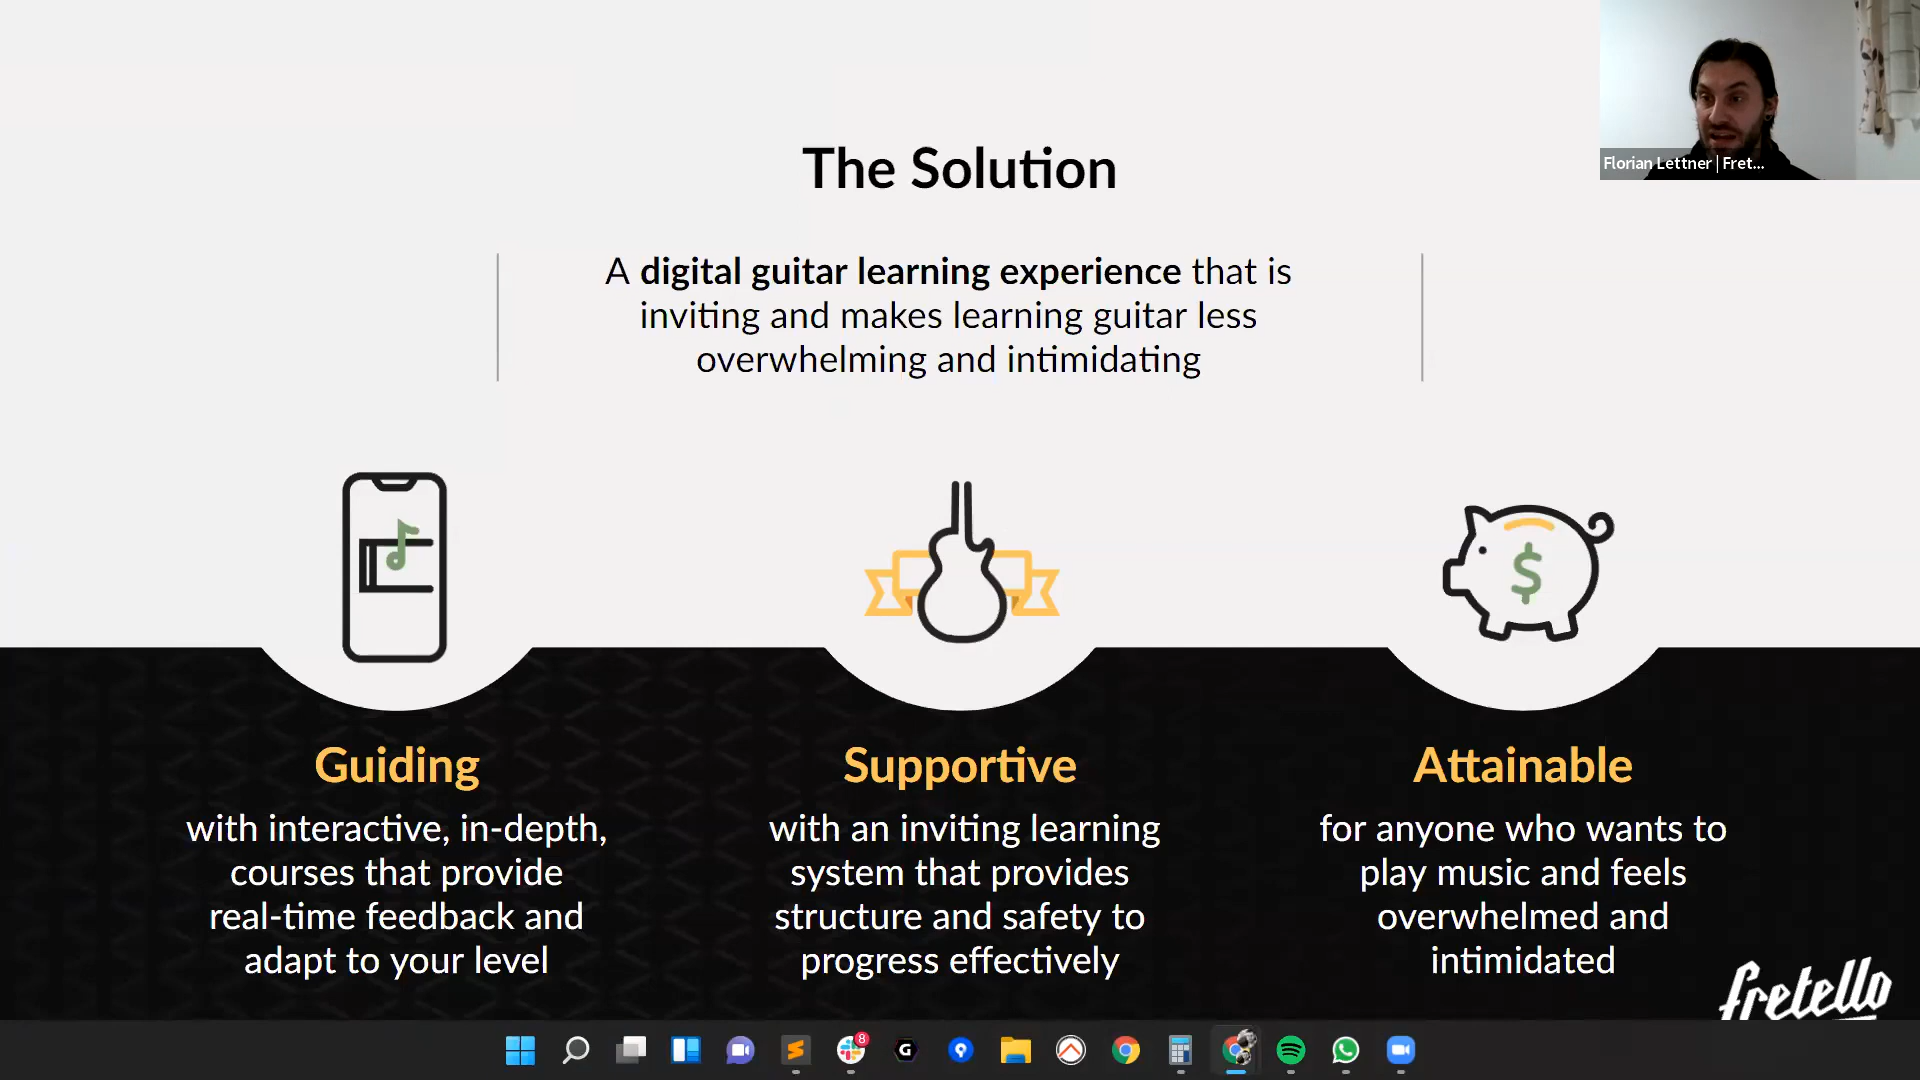 The Solution
Florian Lettner | Fret...
A digital guitar learning experience that is
inviting and makes learning guitar less
overwhelming and intimidating
$
Guiding
with interactive, in-depth,
courses that provide
real-time feedback and
adapt to your level
Supportive
with an inviting learning
system that provides
structure and safety to
progress effectively
Attainable
for anyone who wants to
play music and feels
overwhelmed and
intimidated
fretello
8
G